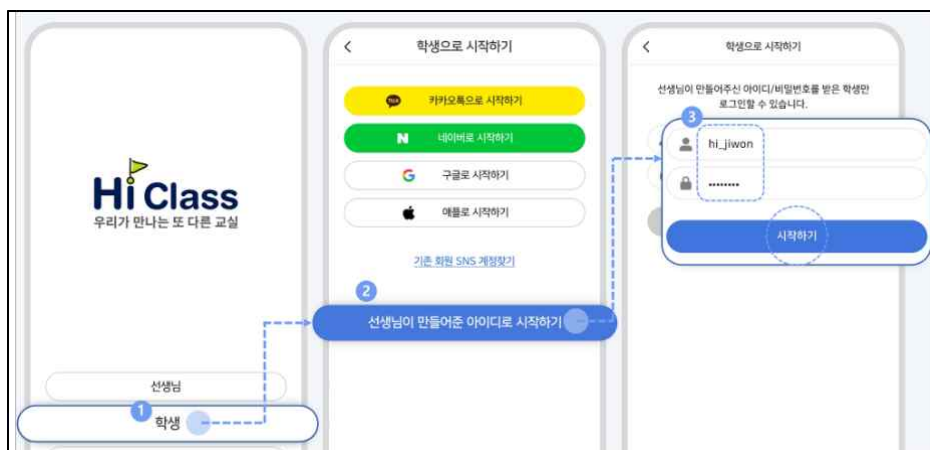 Hi Class
우리가 만나는 또 다른 교실
선생님
1
학생
학생으로 시작하기
카카오톡으로 시작하기
네이버로 시작하기
구글로 시작하기
애플로 시작하기
기존 회원 SNS 계정찾기
2
선생님이 만들어준 아이디로 시작하기
학생으로 시작하기
선생님이 만들어주신 아이디/비밀번호를 받은 학생만
로그인할 수 있습니다.
3
hi_jiwon
••••••••
시작하기